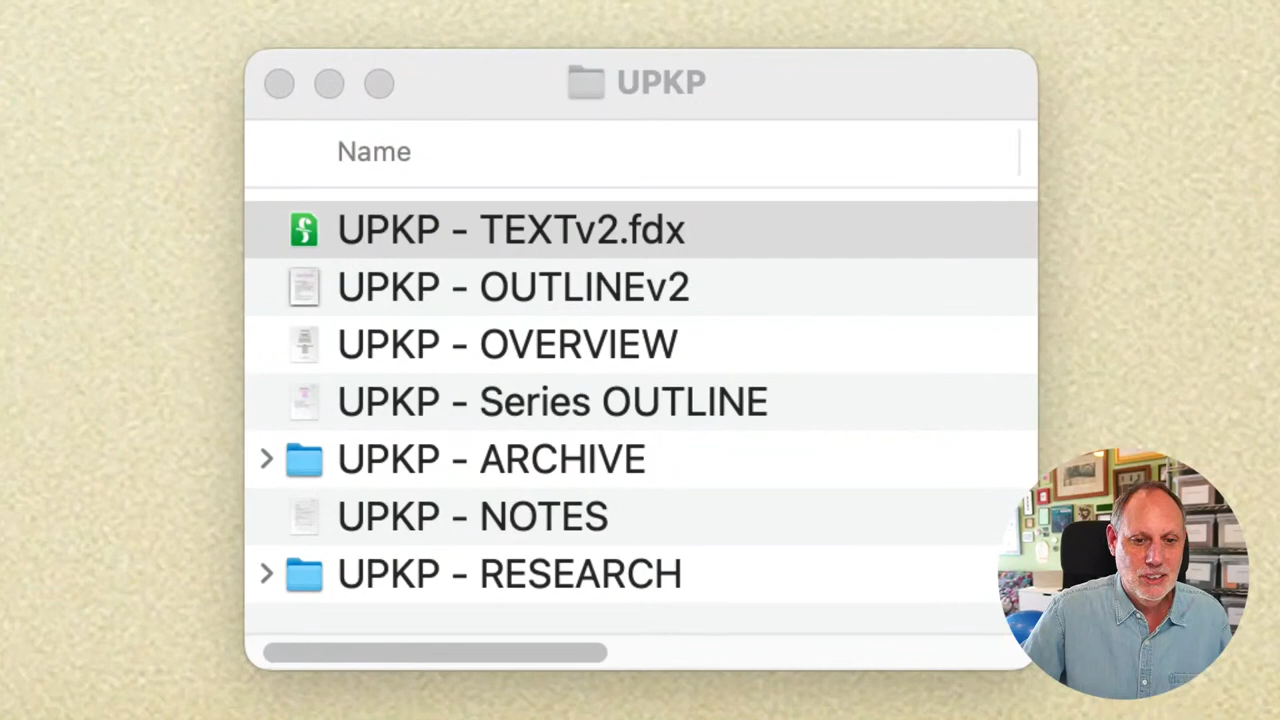 UPKP
Name
UPKP - TEXTv2.fdx
UPKP - OUTLINEv2
UPKP - OVERVIEW
UPKP - Series OUTLINE
UPKP - ARCHIVE
UPKP - NOTES
UPKP - RESEARCH